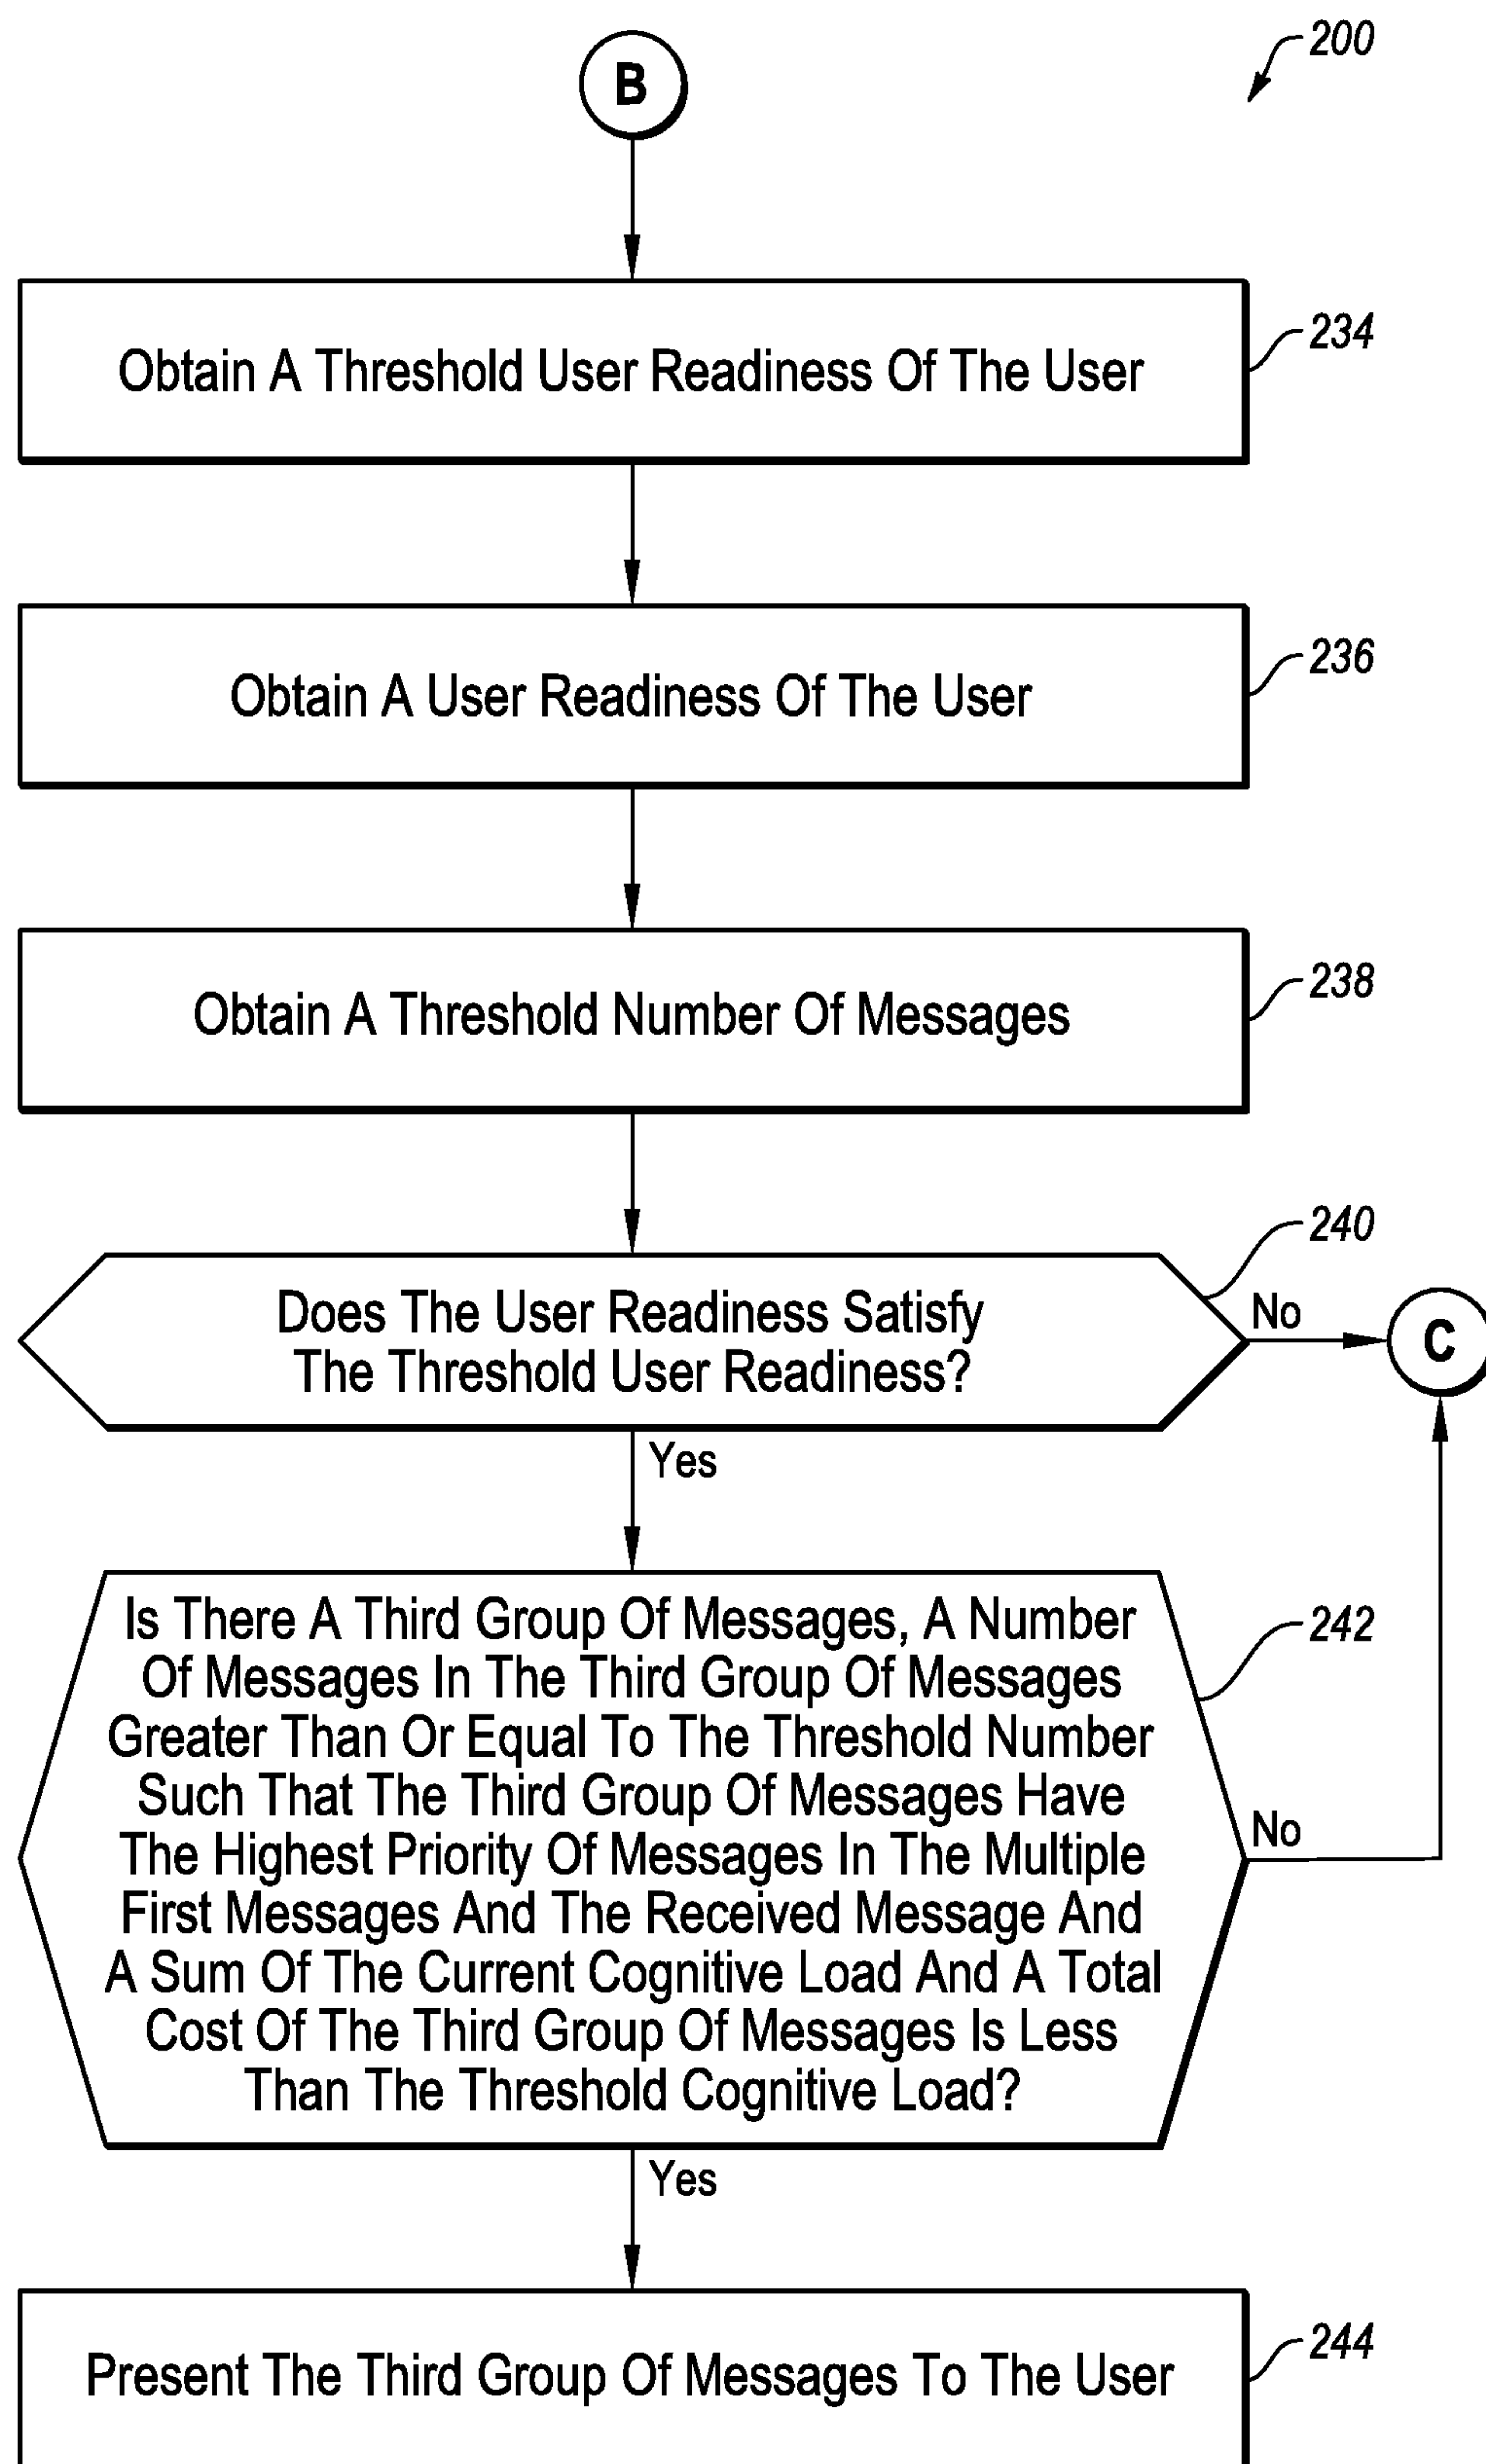 200
B
Obtain A Threshold User Readiness Of The User
234
Obtain A User Readiness Of The User
236
Obtain A Threshold Number Of Messages
238
240
Does The User Readiness Satisfy
The Threshold User Readiness?
No
C
Yes
Is There A Third Group Of Messages, A Number
Of Messages In The Third Group Of Messages
Greater Than Or Equal To The Threshold Number
Such That The Third Group Of Messages Have
The Highest Priority Of Messages In The Multiple
First Messages And The Received Message And
A Sum Of The Current Cognitive Load And A Total
Cost Of The Third Group Of Messages Is Less
Than The Threshold Cognitive Load?
242
No
Yes
Present The Third Group Of Messages To The User
244